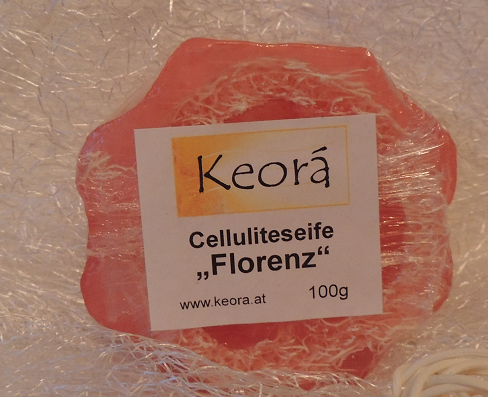 Keorá
Celluliteseife
„Florenz“
www.keora.at 100g